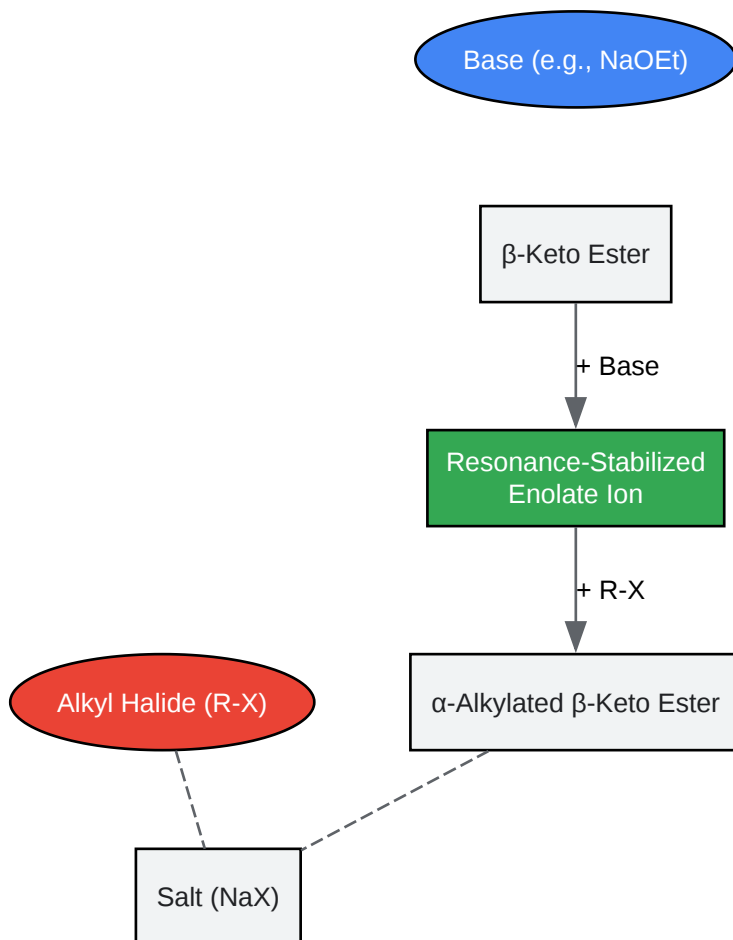 Base (e.g., NaOEt)
β-Keto Ester
+ Base
Resonance-Stabilized
Enolate Ion
+ R-X
Alkyl Halide (R-X)
α-Alkylated β-Keto Ester
Salt (NaX)